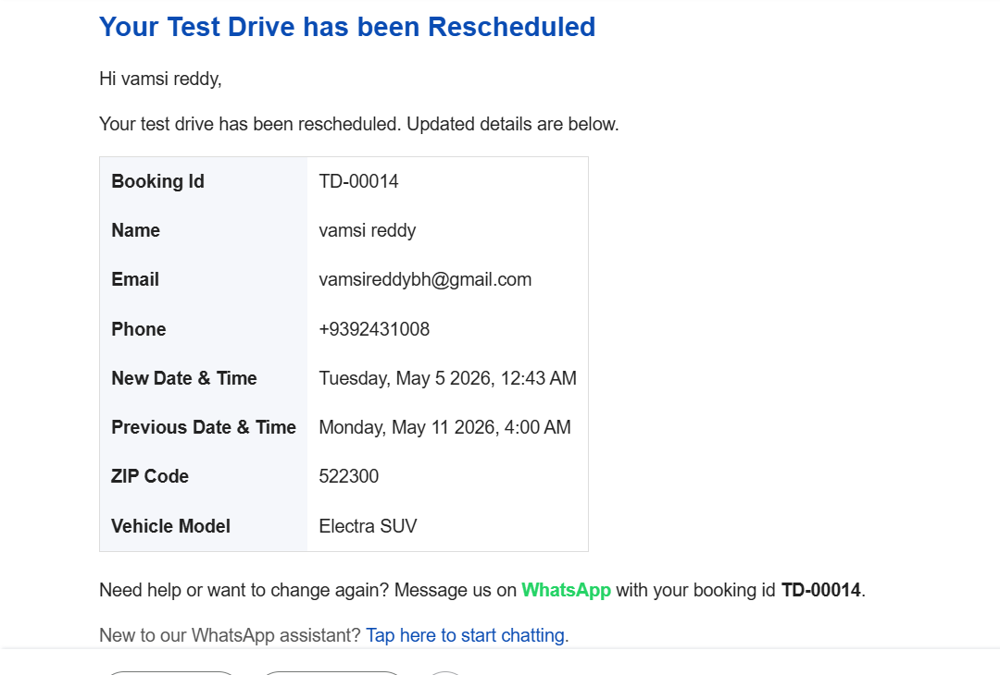 Your Test Drive has been Rescheduled
Hi vamsi reddy,
Your test drive has been rescheduled. Updated details are below.
Booking Id TD-00014
Name vamsi reddy
Email vamsireddybh@gmail.com
Phone +9392431008
New Date & Time Tuesday, May 5 2026, 12:43 AM
Previous Date & Time Monday, May 11 2026, 4:00 AM
ZIP Code 522300
Vehicle Model Electra SUV
Need help or want to change again? Message us on WhatsApp with your booking id TD-00014.
New to our WhatsApp assistant? Tap here to start chatting.